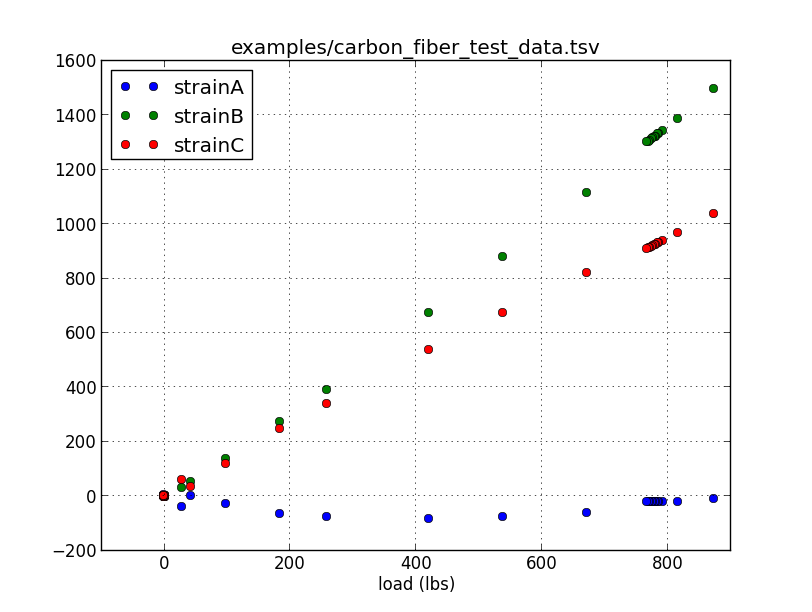 examples/carbon_fiber_test_data.tsv
1600
1400
1200
1000
800
600
400
200
0
−200
strainA
strainB
strainC
0 200 400 600 800
load (lbs)